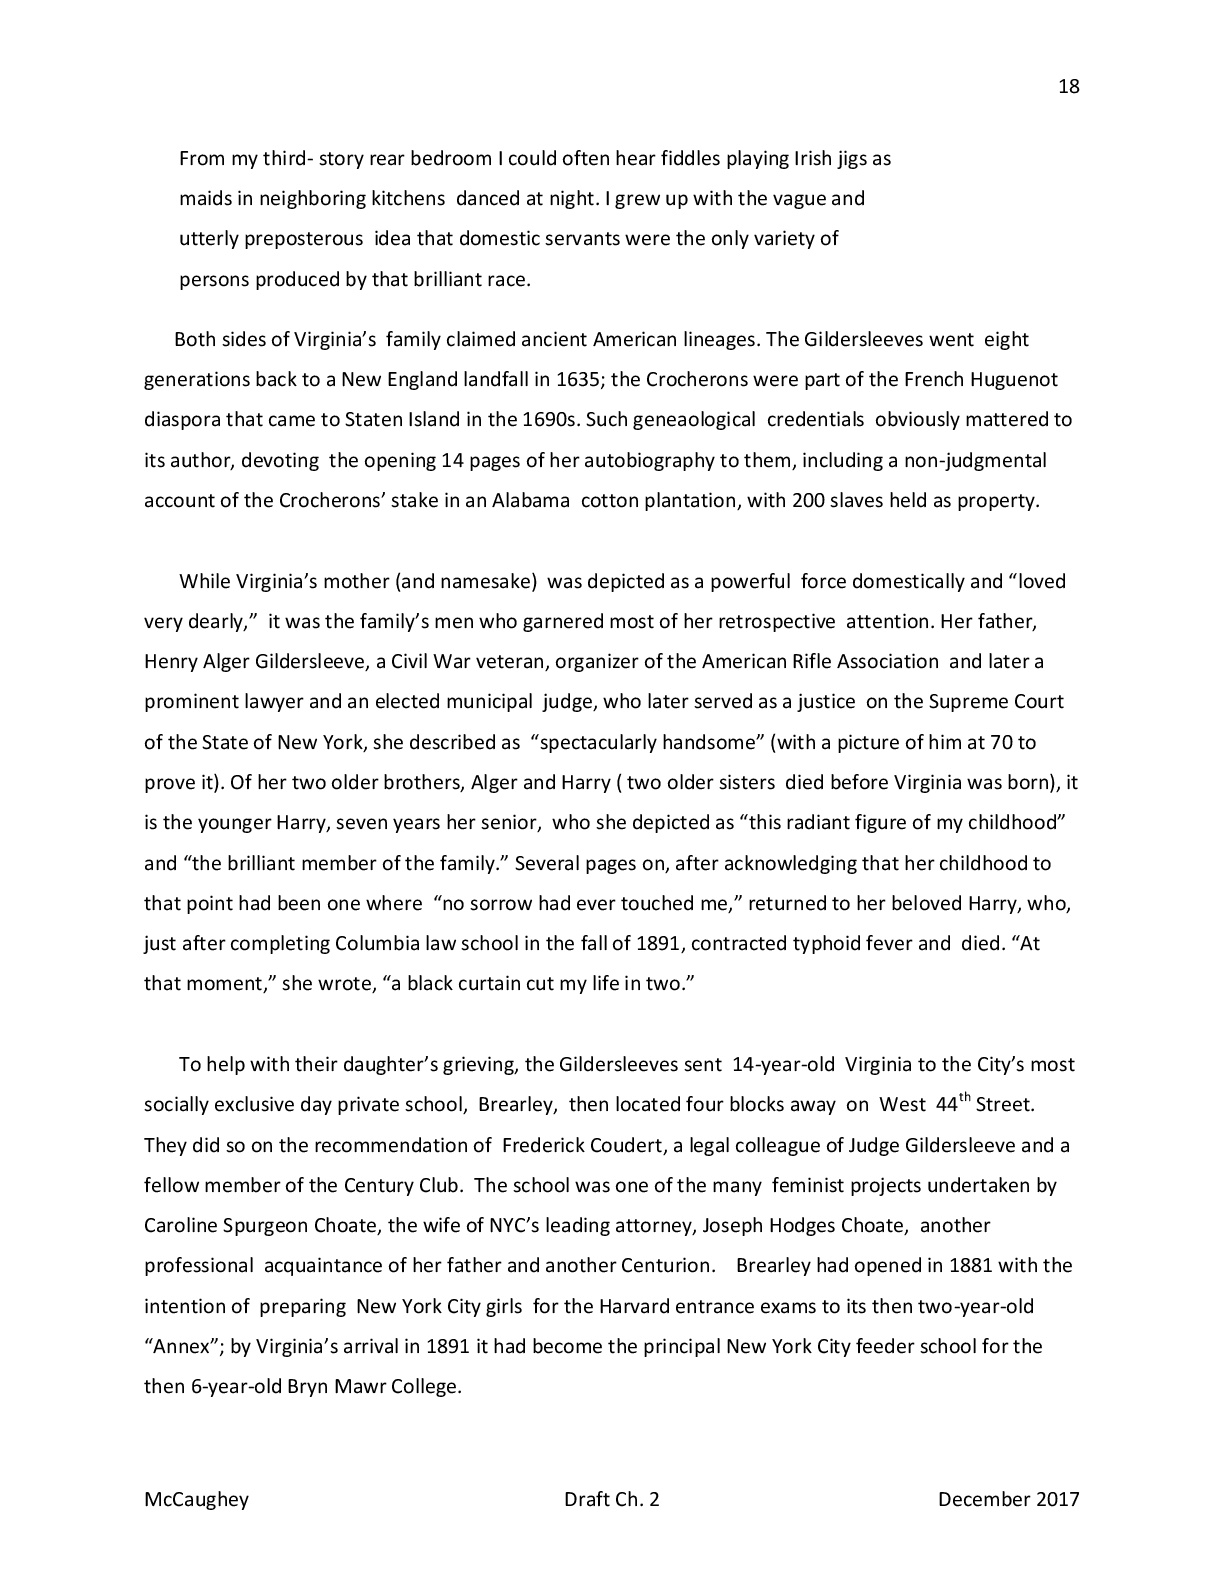 18
From my third- story rear bedroom I could often hear fiddles playing Irish jigs as
maids in neighboring kitchens danced at night. I grew up with the vague and
utterly preposterous idea that domestic servants were the only variety of
persons produced by that brilliant race.
Both sides of Virginia’s family claimed ancient American lineages. The Gildersleeves went eight
generations back to a New England landfall in 1635; the Crocherons were part of the French Huguenot
diaspora that came to Staten Island in the 1690s. Such geneaological credentials obviously mattered to
its author, devoting the opening 14 pages of her autobiography to them, including a non-judgmental
account of the Crocherons’ stake in an Alabama cotton plantation, with 200 slaves held as property.
While Virginia’s mother (and namesake) was depicted as a powerful force domestically and “loved
very dearly,” it was the family’s men who garnered most of her retrospective attention. Her father,
Henry Alger Gildersleeve, a Civil War veteran, organizer of the American Rifle Association and later a
prominent lawyer and an elected municipal judge, who later served as a justice on the Supreme Court
of the State of New York, she described as “spectacularly handsome” (with a picture of him at 70 to
prove it). Of her two older brothers, Alger and Harry ( two older sisters died before Virginia was born), it
is the younger Harry, seven years her senior, who she depicted as “this radiant figure of my childhood”
and “the brilliant member of the family.” Several pages on, after acknowledging that her childhood to
that point had been one where “no sorrow had ever touched me,” returned to her beloved Harry, who,
just after completing Columbia law school in the fall of 1891, contracted typhoid fever and died. “At
that moment,” she wrote, “a black curtain cut my life in two.”
To help with their daughter’s grieving, the Gildersleeves sent 14-year-old Virginia to the City’s most
socially exclusive day private school, Brearley, then located four blocks away on West 44th Street.
They did so on the recommendation of Frederick Coudert, a legal colleague of Judge Gildersleeve and a
fellow member of the Century Club. The school was one of the many feminist projects undertaken by
Caroline Spurgeon Choate, the wife of NYC’s leading attorney, Joseph Hodges Choate, another
professional acquaintance of her father and another Centurion. Brearley had opened in 1881 with the
intention of preparing New York City girls for the Harvard entrance exams to its then two-year-old
“Annex”; by Virginia’s arrival in 1891 it had become the principal New York City feeder school for the
then 6-year-old Bryn Mawr College.
McCaughey Draft Ch. 2 December 2017